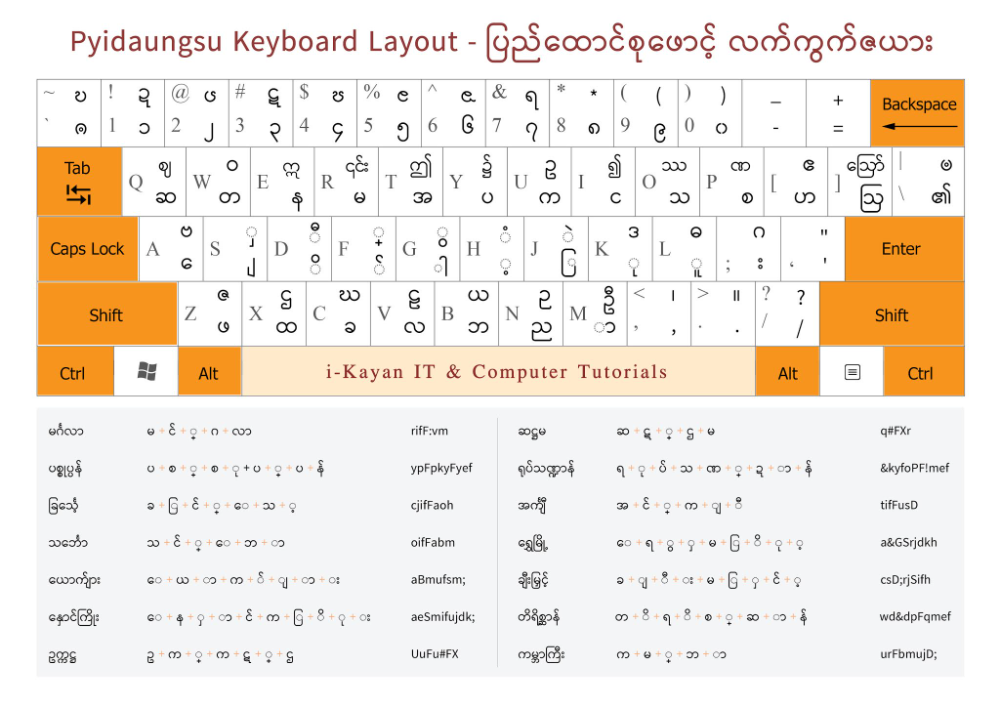 Pyidaungsu Keyboard Layout - ပြည်ထောင်စုဖောင့် လက်ကွက်ဇယား
~ ဎ ! ဍ @ ၒ # ဋ $ ၓ % ၔ ^ ၕ & ရ * * ( ( ) ) _ + Backspace
` ၐ 1 ၁ 2 ၂ 3 ၃ 4 ၄ 5 ၅ 6 ၆ 7 ၇ 8 ၈ 9 ၉ 0 ၀ - =
Tab Q ဈ W ဝ E ဣ R ၎င်း T ဤ Y ၌ U ဥ I ၍ O ဿ P ဏ [ ဧ ] ဪ |
ဆ တ န မ အ ပ က င သ စ ဟ ဩ \ ၏
Caps Lock A ဗ S ှ D ီ F ္ G ွ H ံ J ဲ K ဒ L ဓ ဂ " Enter
ေ ျ ိ ် ါ ့ ြ ု ူ ; း ' '
Shift Z ဇ X ဌ C ဃ V ဠ B ယ N ဉ M ဦ < ၊ > ။ ? ? Shift
ဖ ထ ခ လ ဘ ည ာ , , . . / /
Ctrl Alt i-Kayan IT & Computer Tutorials Alt Ctrl
မင်္ဂလာ မ + င် + ္ + ဂ + လာ rifF:vm
ပစ္စုပ္ပန် ပ + စ + ္ + စ + ု + ပ + ္ + ပ + န် ypFpkyFyef
ခြင်္သေ့ ခ + ြ + င် + ္ + ေ + သ + ့ cjifFaoh
သင်္ဘော သ + င် + ္ + ေ + ဘ + ာ oifFabm
ယောက်ျား ေ + ယ + ာ + က + ် + ျ + ာ + း aBmufsm;
နှောင်ကြိုး ေ + န + ှ + ာ + င် + က + ြ + ိ + ု + း aeSmifujdk;
ဥက္ကဋ္ဌ ဥ + က + ္ + က + ဋ + ္ + ဌ UuFu#FX
ဆဋ္ဌမ ဆ + ဋ + ္ + ဌ + မ q#FXr
ရုပ်သဏ္ဍာန် ရ + ု + ပ် + သ + ဏ + ္ + ဍ + ာ + န် &kyfoPF!mef
အင်္ကျီ အ + င် + ္ + က + ျ + ီ tifFusD
ရွှေမြို့ ေ + ရ + ွ + ှ + မ + ြ + ိ + ု + ့ a&GSrjdkh
ချီးမြှင့် ခ + ျ + ီ + း + မ + ြ + ှ + င် + ့ csD;rjSifh
တိရိစ္ဆာန် တ + ိ + ရ + ိ + စ + ္ + ဆ + ာ + န် wd&dpFqmef
ကမ္ဘာကြီး က + မ + ္ + ဘ + ာ urFbmujD;